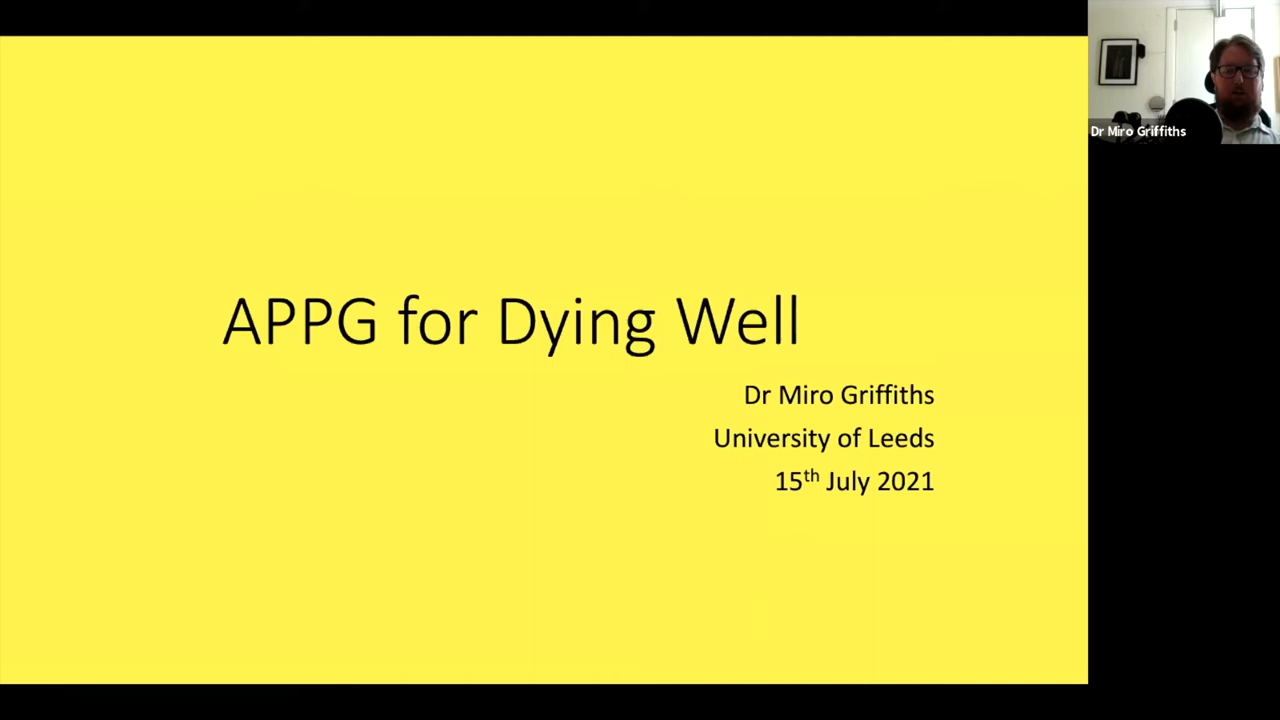 APPG for Dying Well
Dr Miro Griffiths
University of Leeds
15th July 2021
Dr Miro Griffiths